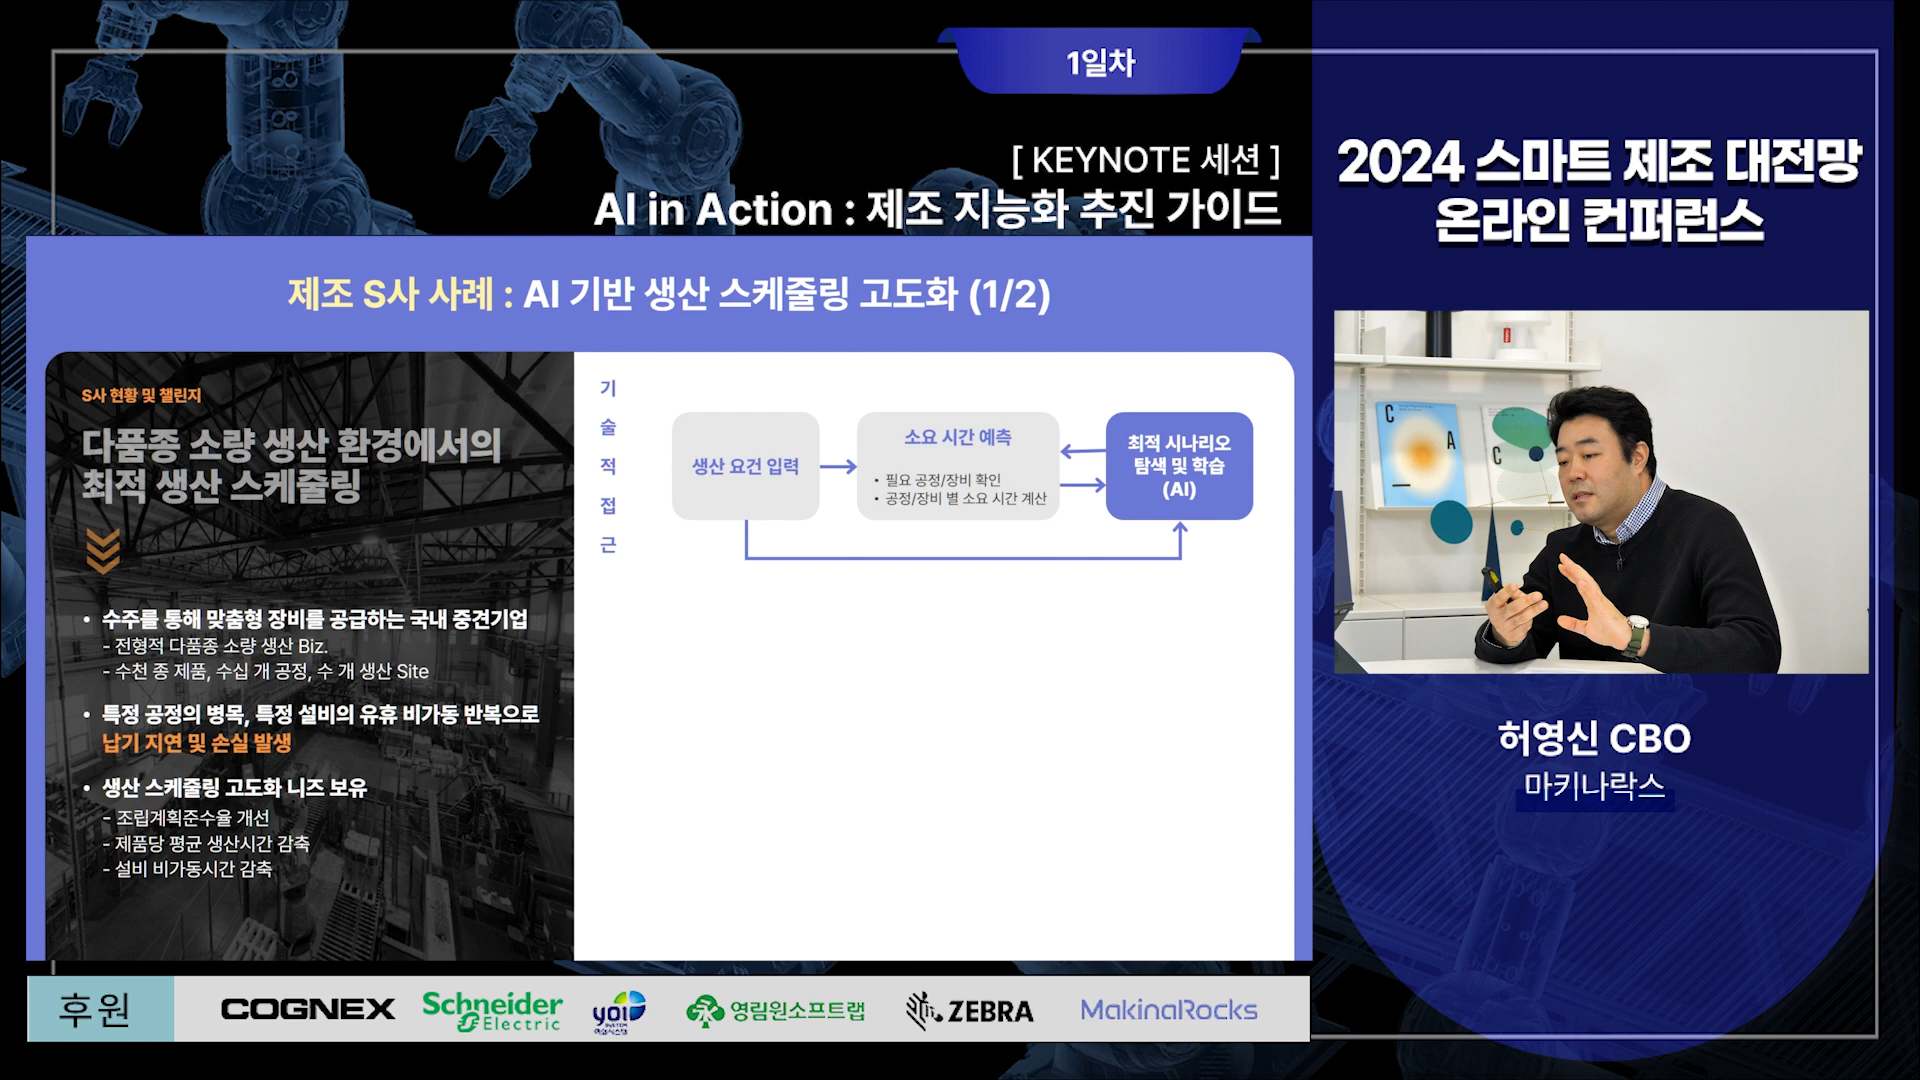 1일차
[ KEYNOTE 세션 ]
AI in Action : 제조 지능화 추진 가이드
2024 스마트 제조 대전망
온라인 컨퍼런스
제조 S사 사례 : AI 기반 생산 스케줄링 고도화 (1/2)
S사 현황 및 챌린지
다품종 소량 생산 환경에서의
최적 생산 스케줄링
• 수주를 통해 맞춤형 장비를 공급하는 국내 중견기업
- 전형적 다품종 소량 생산 Biz.
- 수천 종 제품, 수십 개 공정, 수 개 생산 Site
• 특정 공정의 병목, 특정 설비의 유휴 비가동 반복으로
납기 지연 및 손실 발생
• 생산 스케줄링 고도화 니즈 보유
- 조립계획준수율 개선
- 제품당 평균 생산시간 감축
- 설비 비가동시간 감축
기
술
적
접
근
생산 요건 입력
소요 시간 예측
• 필요 공정/장비 확인
• 공정/장비 별 소요 시간 계산
최적 시나리오
탐색 및 학습
(AI)
C
A
C
허영신 CBO
마키나락스
후원
COGNEX
Schneider
Electric
yoi
SYSTEM
여의시스템
영림원소프트랩
ZEBRA
MakinaRocks